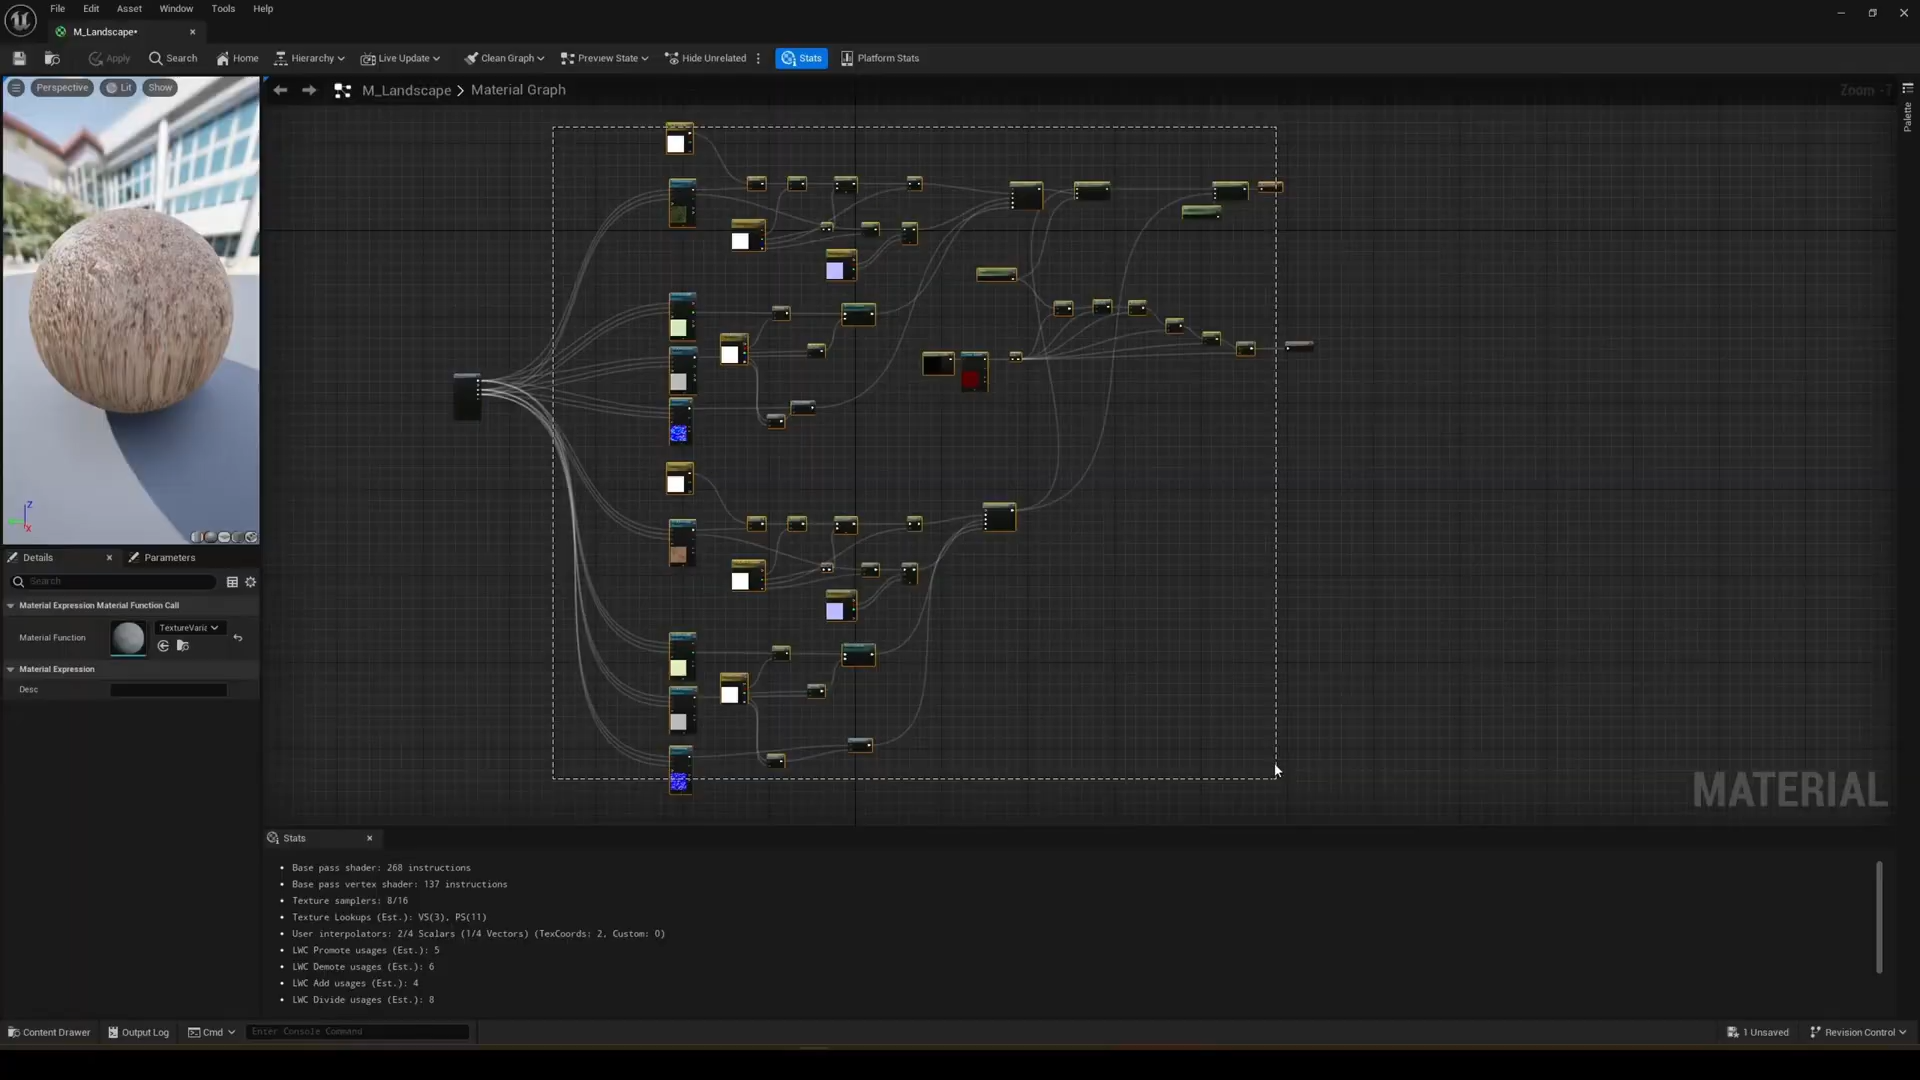 File Edit Asset Window Tools Help
M_Landscape•
Apply Search Home Hierarchy Live Update Clean Graph Preview State Hide Unrelated Stats Platform Stats
Perspective Lit Show
M_Landscape > Material Graph
Zoom -7
Palette
Z
X
Details Parameters
Search
Material Expression Material Function Call
Material Function TextureVaria
Material Expression
Desc
MATERIAL
Stats
• Base pass shader: 268 instructions
• Base pass vertex shader: 137 instructions
• Texture samplers: 8/16
• Texture Lookups (Est.): VS(3), PS(11)
• User interpolators: 2/4 Scalars (1/4 Vectors) (TexCoords: 2, Custom: 0)
• LWC Promote usages (Est.): 5
• LWC Demote usages (Est.): 6
• LWC Add usages (Est.): 4
• LWC Divide usages (Est.): 8
Content Drawer Output Log Cmd Enter Console Command 1 Unsaved Revision Control